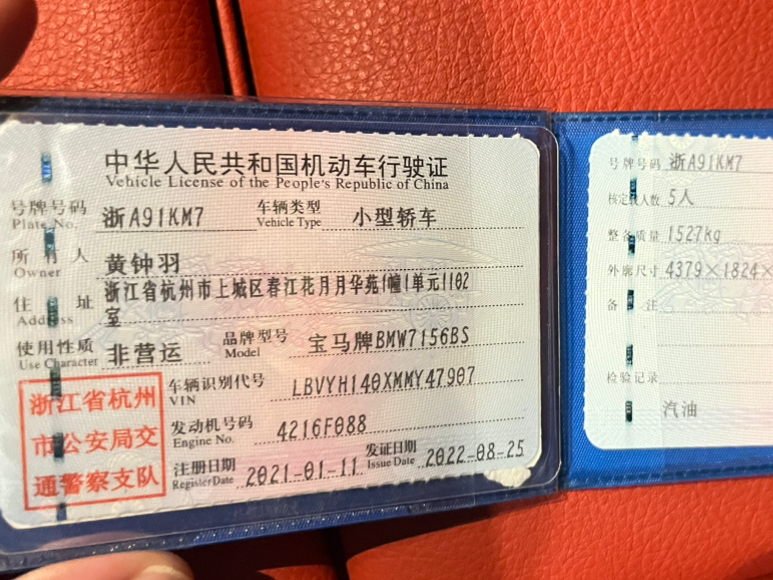 中华人民共和国机动车行驶证
Vehicle License of the People's Republic of China
号牌号码 浙A91KM7 车辆类型 小型轿车
Plate No. Vehicle Type
所有人 黄钟羽
Owner
住址 浙江省杭州市上城区春江花月月华苑1幢1单元1102
Address 室
使用性质 非营运 品牌型号 宝马牌BMW7156BS
Use Character Model
浙江省杭州
市公安局交
通警察支队
车辆识别代号 LBVYH140XMMY47907
VIN
发动机号码 4216F088
Engine No.
注册日期 2021-01-11 发证日期 2022-08-25
Register Date Issue Date
号牌号码 浙A91KM7
核定载人数 5人
整备质量 1527kg
外廓尺寸 4379×1824×
备注
检验记录
汽油